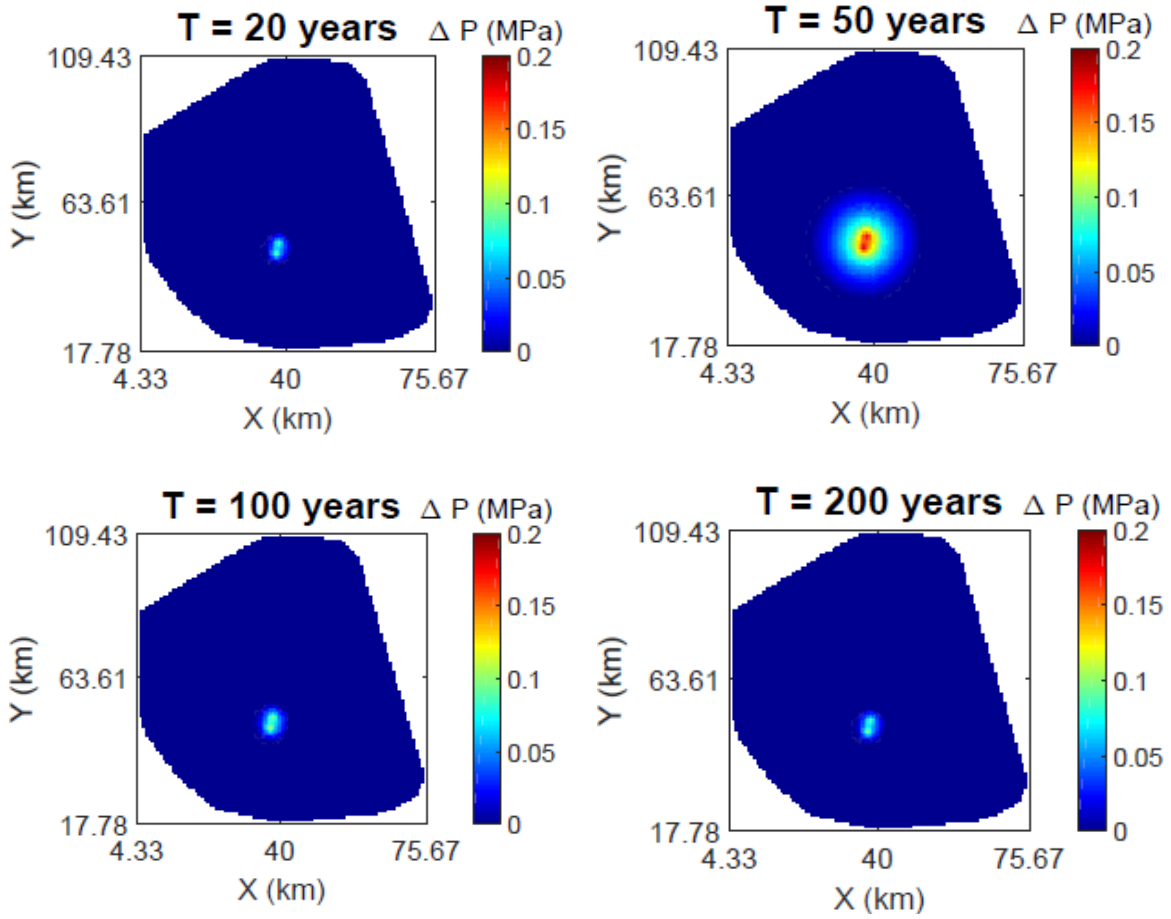 T = 20 years Δ P (MPa)
109.43
63.61
17.78
Y (km)
4.33 40 75.67
X (km)
0.2
0.15
0.1
0.05
0
T = 50 years Δ P (MPa)
109.43
63.61
17.78
Y (km)
4.33 40 75.67
X (km)
0.2
0.15
0.1
0.05
0
T = 100 years Δ P (MPa)
109.43
63.61
17.78
Y (km)
4.33 40 75.67
X (km)
0.2
0.15
0.1
0.05
0
T = 200 years Δ P (MPa)
109.43
63.61
17.78
Y (km)
4.33 40 75.67
X (km)
0.2
0.15
0.1
0.05
0